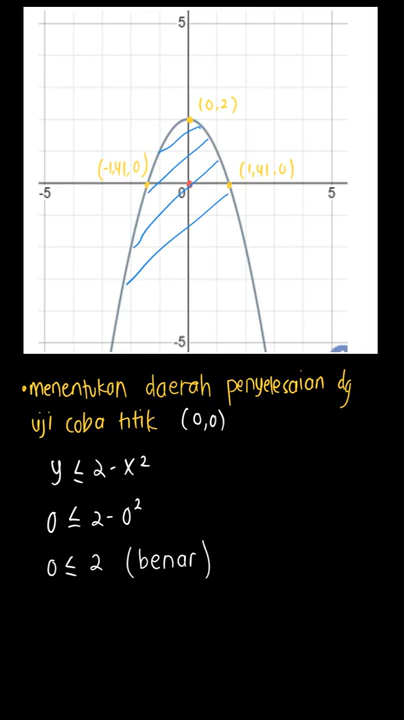 5
(0,2)
(-1,41, 0)
(1,41, 0)
-5
0
5
-5
• menentukan daerah penyelesaian dg
uji coba titik (0,0)
y ≤ 2 - x²
0 ≤ 2 - 0²
0 ≤ 2 (benar)